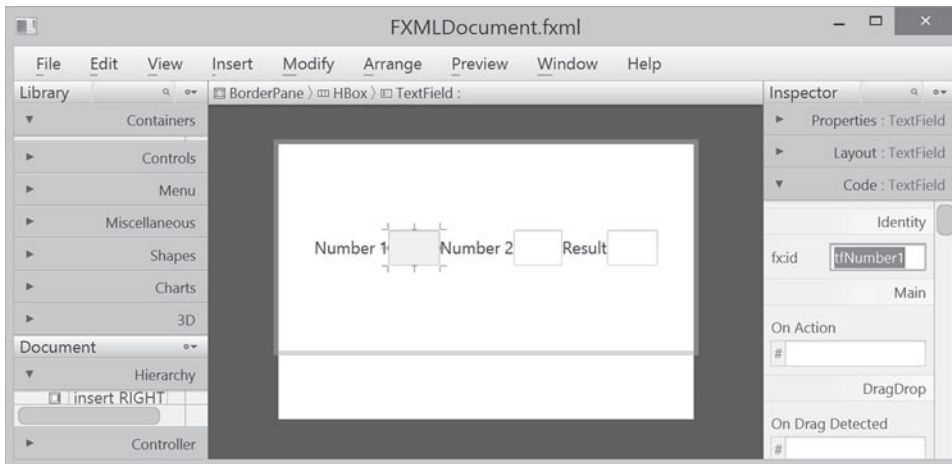 FXMLDocument.fxml
File Edit View Insert Modify Arrange Preview Window Help
Library
BorderPane HBox TextField :
Inspector
Containers
Controls
Menu
Miscellaneous
Shapes
Charts
3D
Document
Hierarchy
insert RIGHT
Controller
Number 1
Number 2
Result
Properties : TextField
Layout : TextField
Code : TextField
Identity
fx:id tfNumber1
Main
On Action
#
DragDrop
On Drag Detected
#